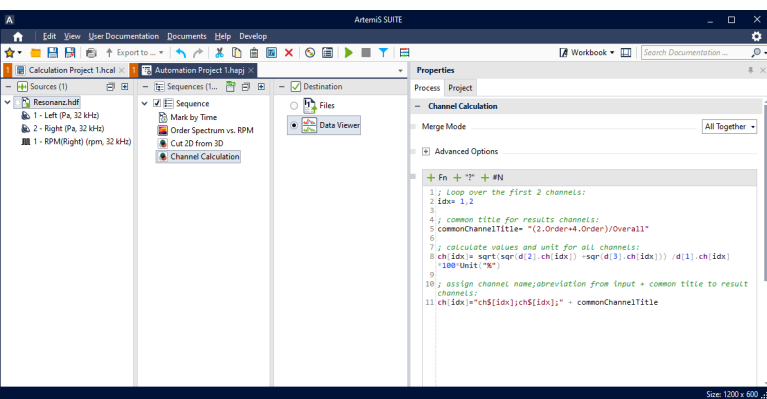 A
ArtemiS SUITE
Edit View User Documentation Documents Help Develop
Export to ...
Workbook
Search Documentation ...
1 Calculation Project 1.hcal
1 Automation Project 1.hapj
Properties
Sources (1)
Sequences (1...
Destination
Process Project
Resonanz.hdf
1 - Left (Pa, 32 kHz)
2 - Right (Pa, 32 kHz)
1 - RPM(Right) (rpm, 32 kHz)
Sequence
Mark by Time
Order Spectrum vs. RPM
Cut 2D from 3D
Channel Calculation
Files
Data Viewer
Channel Calculation
Merge Mode
All Together
Advanced Options
+ Fn + "?" + #N
1 ; Loop over the first 2 channels:
2 idx= 1,2
3
4 ; common title for results channels:
5 commonChannelTitle= "(2.Order+4.Order)/Overall"
6
7 ; calculate values and unit for all channels:
8 ch[idx]= sqrt(sqr(d[2].ch[idx]) +sqr(d[3].ch[idx])) /d[1].ch[idx]
*100*Unit("%")
9
10 ; assign channel name;abreviation from input + common title to result
channels:
11 ch[idx]="ch$[idx];ch$[idx];" + commonChannelTitle
Size: 1200 x 600